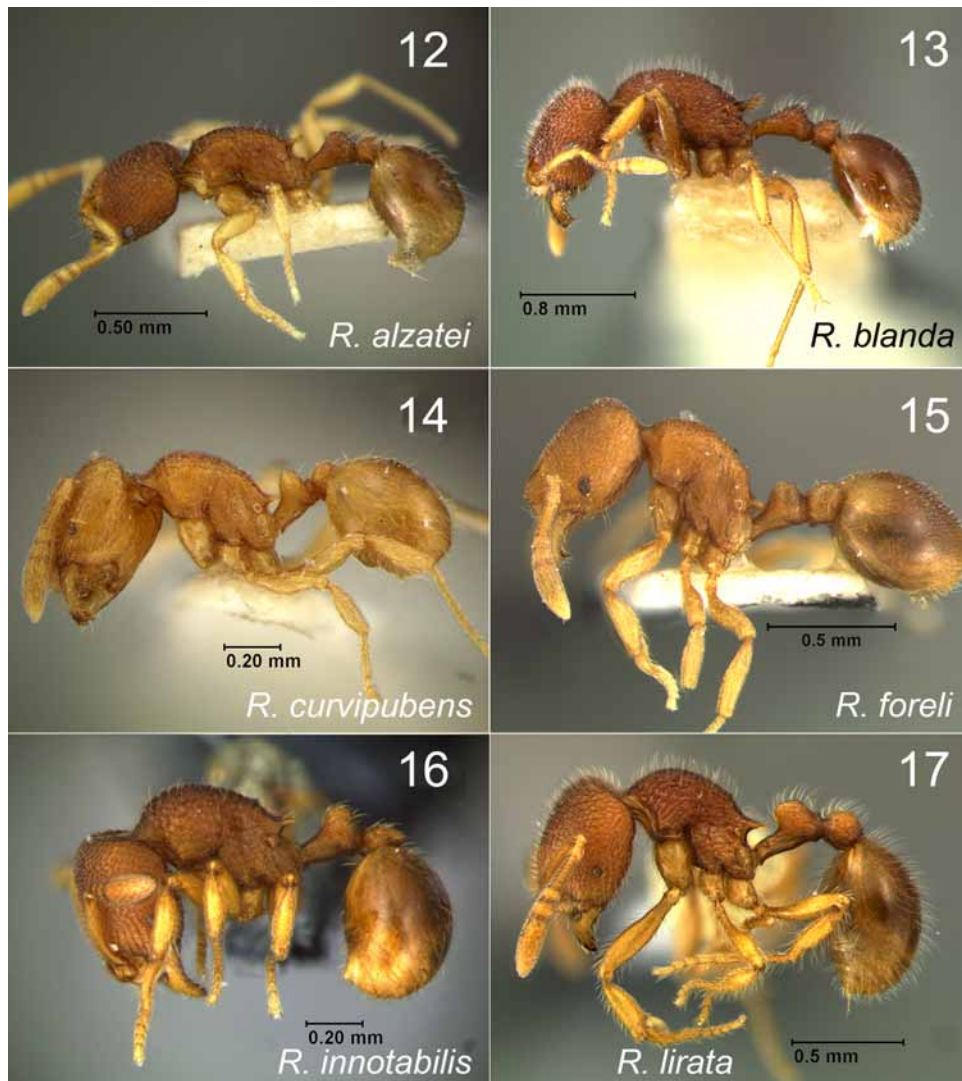 12
0.50 mm
R. alzatei
13
0.8 mm
R. blanda
14
0.20 mm
R. curvipubens
15
0.5 mm
R. foreli
16
0.20 mm
R. innotabilis
17
0.5 mm
R. lirata